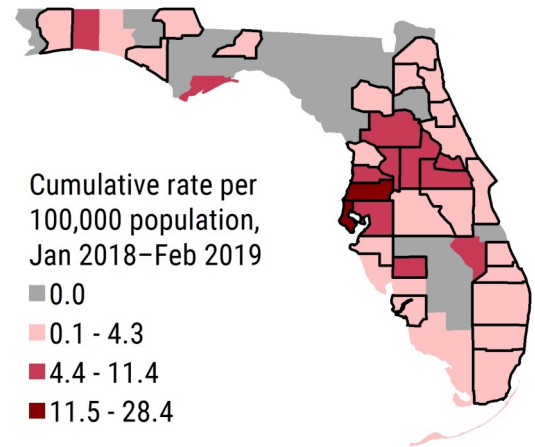 Cumulative rate per
100,000 population,
Jan 2018–Feb 2019
0.0
0.1 - 4.3
4.4 - 11.4
11.5 - 28.4